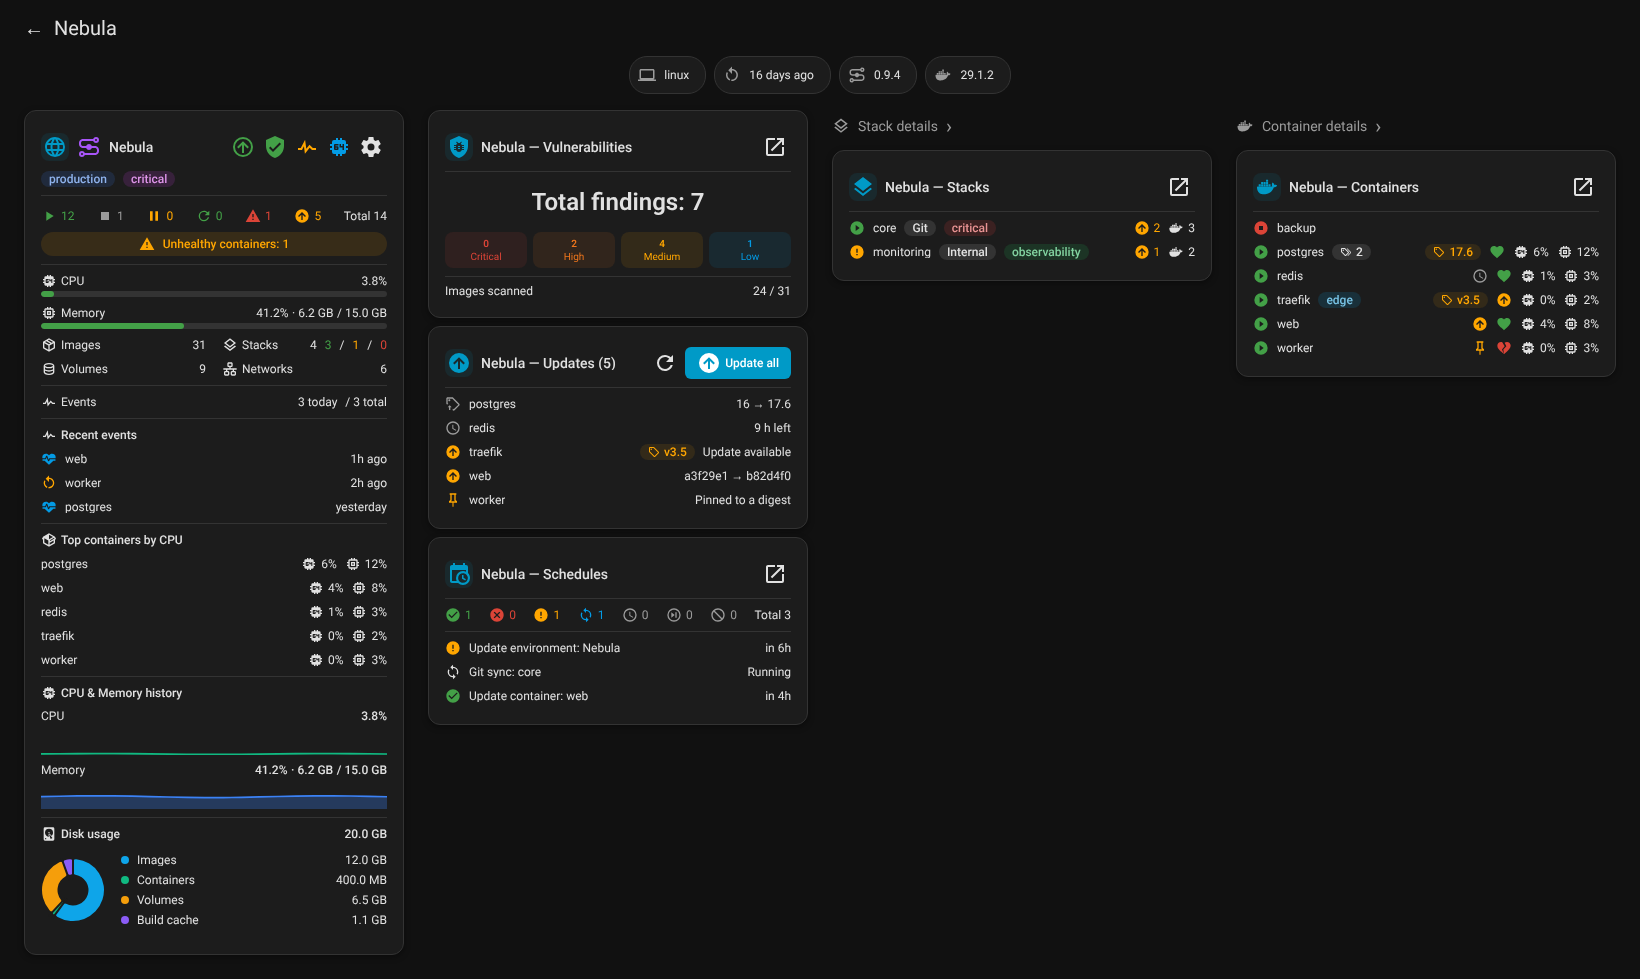 ← Nebula
linux
16 days ago
0.9.4
29.1.2
Nebula
production
critical
12
1
0
0
1
5
Total 14
Unhealthy containers: 1
CPU 3.8%
Memory 41.2% · 6.2 GB / 15.0 GB
Images 31
Stacks 4 3 / 1 / 0
Volumes 9
Networks 6
Events 3 today / 3 total
Recent events
web 1h ago
worker 2h ago
postgres yesterday
Top containers by CPU
postgres 6% 12%
web 4% 8%
redis 1% 3%
traefik 0% 2%
worker 0% 3%
CPU & Memory history
CPU 3.8%
Memory 41.2% · 6.2 GB / 15.0 GB
Disk usage 20.0 GB
Images 12.0 GB
Containers 400.0 MB
Volumes 6.5 GB
Build cache 1.1 GB
Nebula — Vulnerabilities
Total findings: 7
0
Critical
2
High
4
Medium
1
Low
Images scanned 24 / 31
Nebula — Updates (5)
Update all
postgres 16 → 17.6
redis 9 h left
traefik v3.5 Update available
web a3f29e1 → b82d4f0
worker Pinned to a digest
Nebula — Schedules
1 0 1 1 0 0 0 Total 3
Update environment: Nebula in 6h
Git sync: core Running
Update container: web in 4h
Stack details ›
Nebula — Stacks
core Git critical 2 3
monitoring Internal observability 1 2
Container details ›
Nebula — Containers
backup
postgres 2 17.6 6% 12%
redis 1% 3%
traefik edge v3.5 0% 2%
web 4% 8%
worker 0% 3%